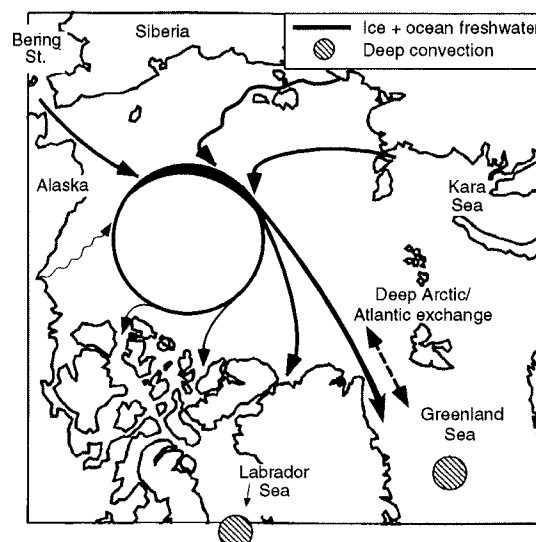 Bering
St.
Siberia
Ice + ocean freshwater
Deep convection
Alaska
Kara
Sea
Deep Arctic/
Atlantic exchange
Greenland
Sea
Labrador
Sea